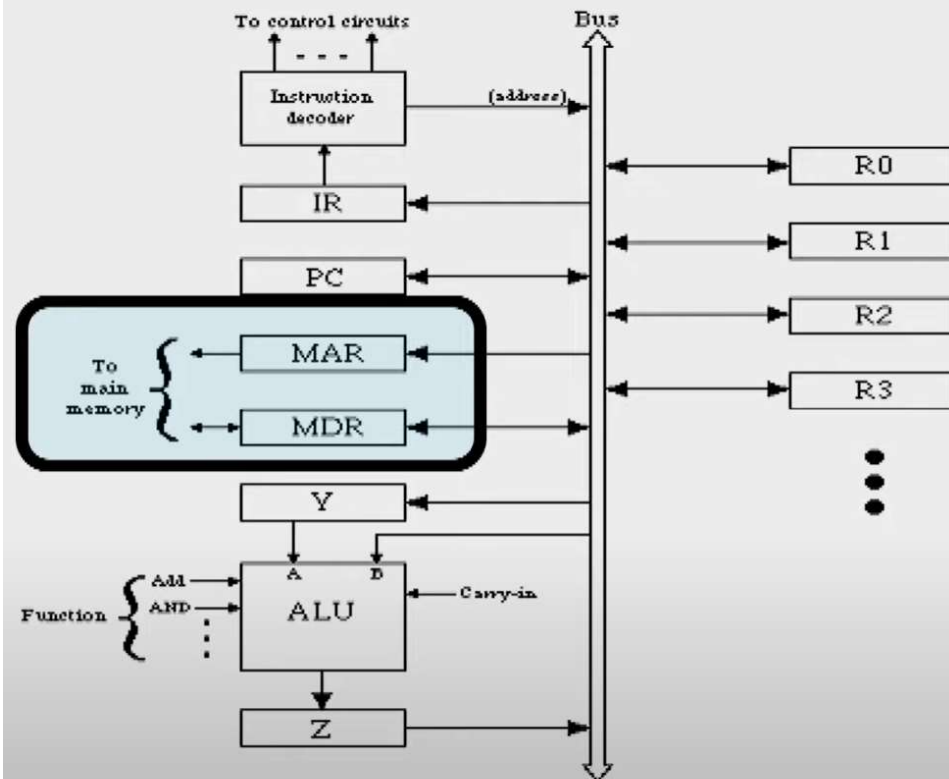 To control circuits
Bus
Instruction
decoder
(address)
IR
R0
R1
PC
R2
MAR
To
main
memory
R3
MDR
Y
A
B
Add
Function
AND
ALU
Carry-in
Z